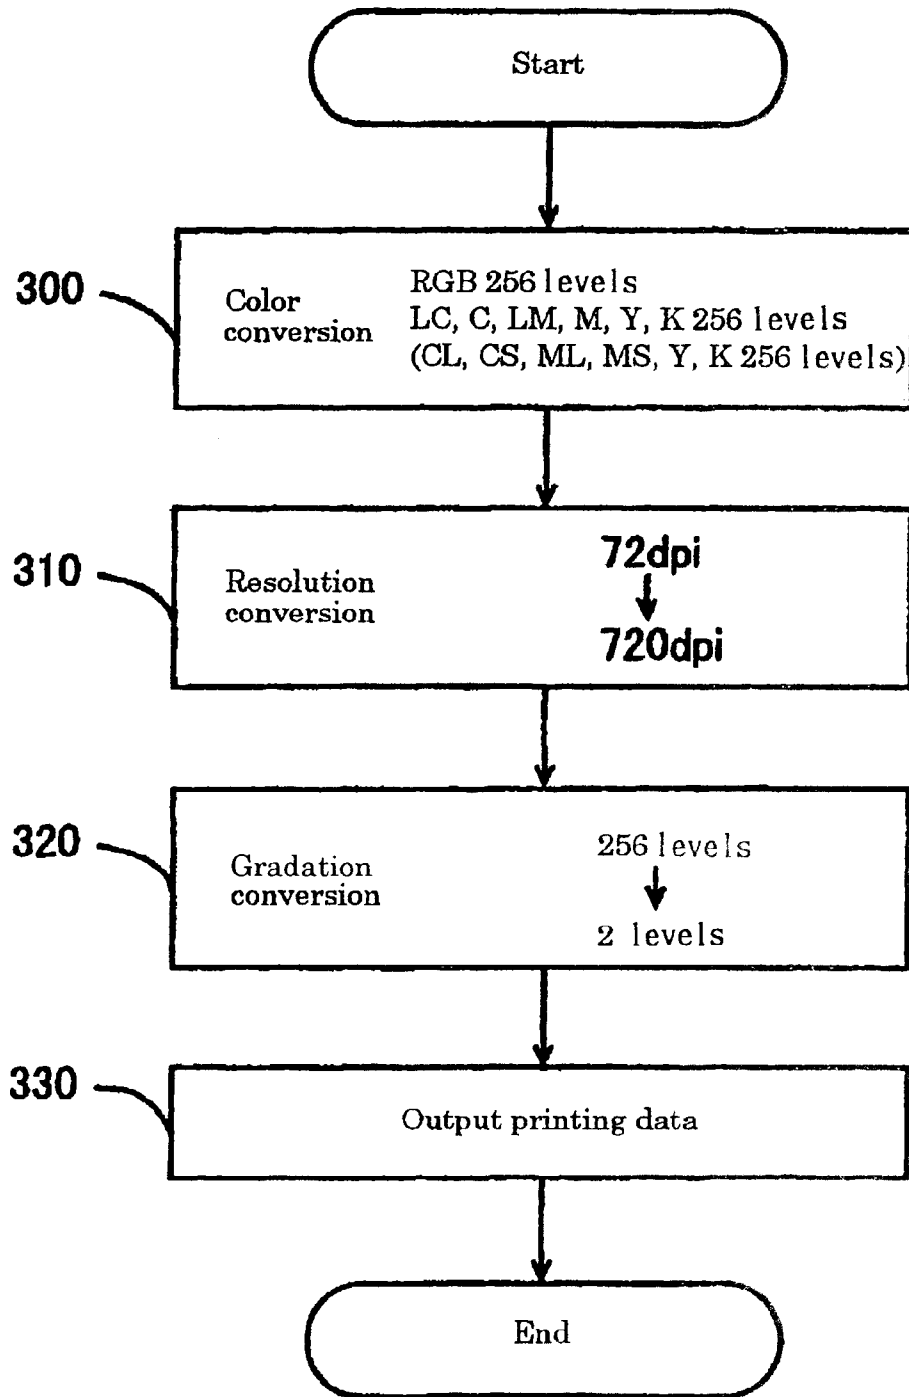 Start
300
Color
conversion
RGB 256 levels
LC, C, LM, M, Y, K 256 levels
(CL, CS, ML, MS, Y, K 256 levels)
310
Resolution
conversion
72dpi
720dpi
320
Gradation
conversion
256 levels
2 levels
330
Output printing data
End